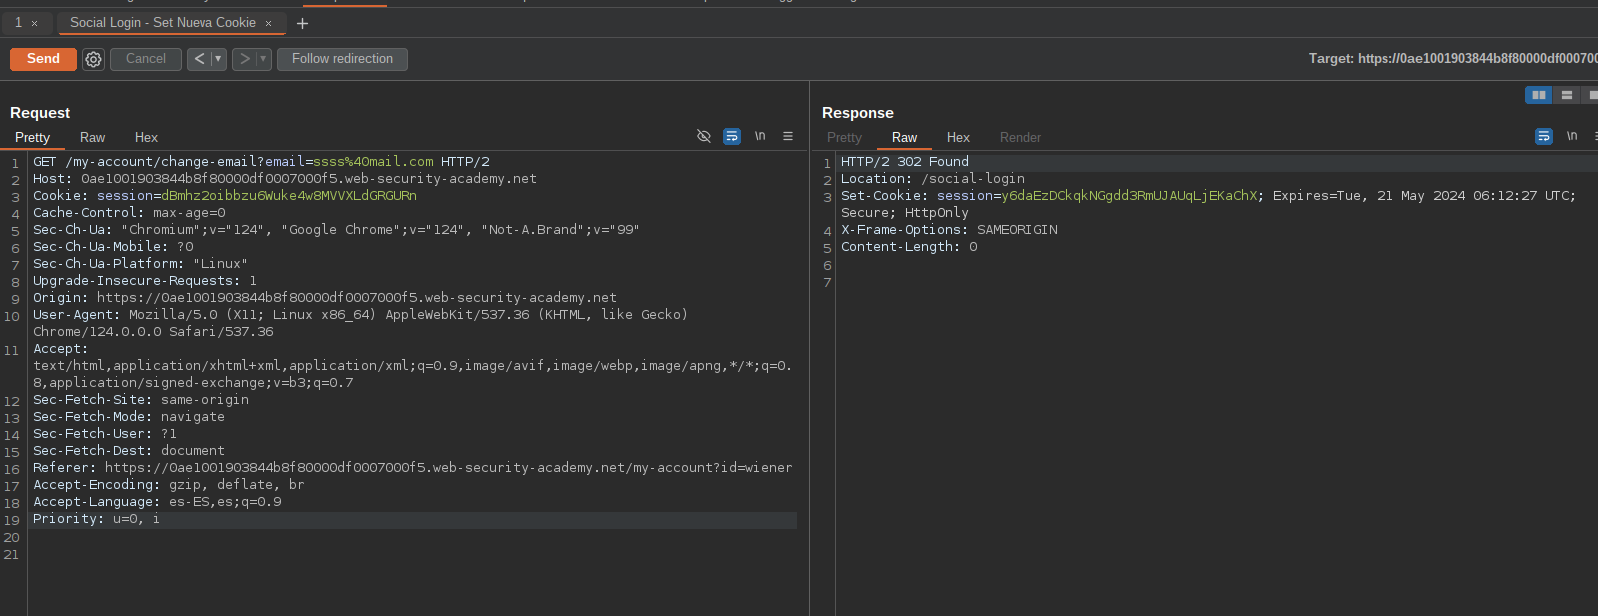 1 × Social Login - Set Nueva Cookie × +
Send Cancel < > Follow redirection Target: https://0ae1001903844b8f80000df000700
Request
Pretty Raw Hex \n
1 GET /my-account/change-email?email=ssss%40mail.com HTTP/2
2 Host: 0ae1001903844b8f80000df0007000f5.web-security-academy.net
3 Cookie: session=dBmhz2oibbzu6Wuke4w8MVVXLdGRGURn
4 Cache-Control: max-age=0
5 Sec-Ch-Ua: "Chromium";v="124", "Google Chrome";v="124", "Not-A.Brand";v="99"
6 Sec-Ch-Ua-Mobile: ?0
7 Sec-Ch-Ua-Platform: "Linux"
8 Upgrade-Insecure-Requests: 1
9 Origin: https://0ae1001903844b8f80000df0007000f5.web-security-academy.net
10 User-Agent: Mozilla/5.0 (X11; Linux x86_64) AppleWebKit/537.36 (KHTML, like Gecko)
Chrome/124.0.0.0 Safari/537.36
11 Accept:
text/html,application/xhtml+xml,application/xml;q=0.9,image/avif,image/webp,image/apng,*/*;q=0.
8,application/signed-exchange;v=b3;q=0.7
12 Sec-Fetch-Site: same-origin
13 Sec-Fetch-Mode: navigate
14 Sec-Fetch-User: ?1
15 Sec-Fetch-Dest: document
16 Referer: https://0ae1001903844b8f80000df0007000f5.web-security-academy.net/my-account?id=wiener
17 Accept-Encoding: gzip, deflate, br
18 Accept-Language: es-ES,es;q=0.9
19 Priority: u=0, i
20
21
Response
Pretty Raw Hex Render \n
1 HTTP/2 302 Found
2 Location: /social-login
3 Set-Cookie: session=y6daEzDCkqkNGgdd3RmUJAUqLjEKaChX; Expires=Tue, 21 May 2024 06:12:27 UTC;
Secure; HttpOnly
4 X-Frame-Options: SAMEORIGIN
5 Content-Length: 0
6
7